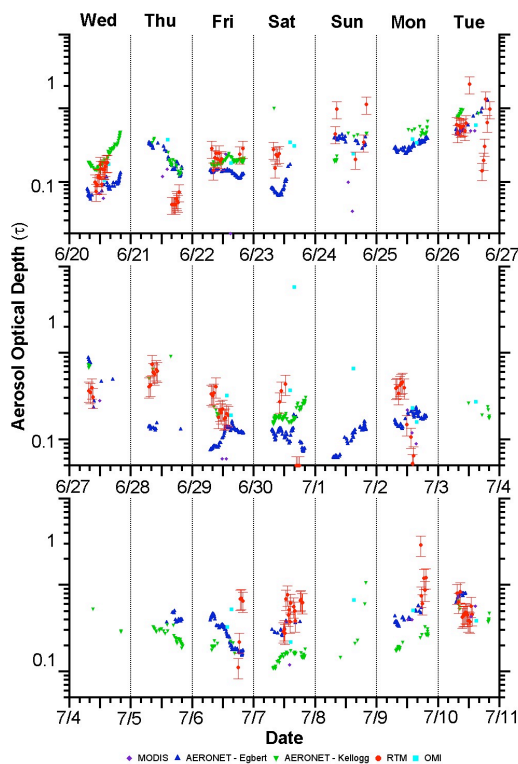 Wed Thu Fri Sat Sun Mon Tue
1
0.1
6/20 6/21 6/22 6/23 6/24 6/25 6/26 6/27
Aerosol Optical Depth (τ)
1
0.1
6/27 6/28 6/29 6/30 7/1 7/2 7/3 7/4
1
0.1
7/4 7/5 7/6 7/7 7/8 7/9 7/10 7/11
Date
MODIS AERONET - Egbert AERONET - Kellogg RTM OMI